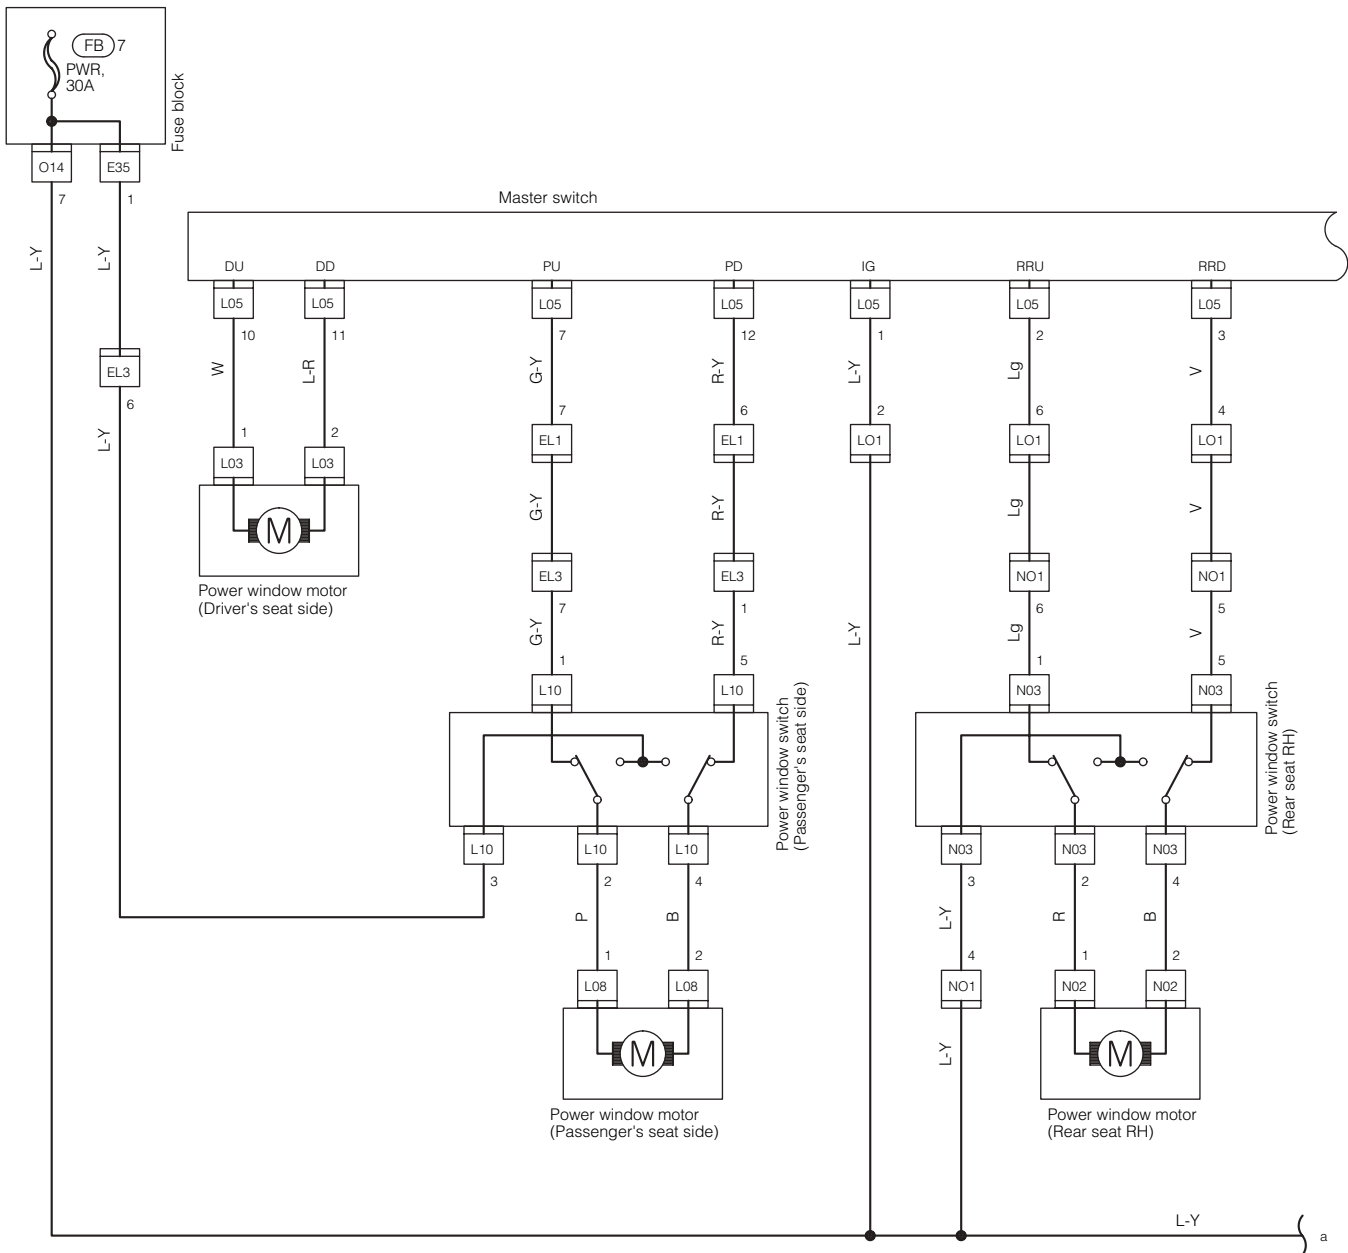 FB 7
PWR,
30A
Fuse block
O14 E35
7 1
Master switch
L-Y L-Y
DU DD PU PD IG RRU RRD
L05 L05 L05 L05 L05 L05 L05
10 11 7 12 1 2 3
W L-R G-Y R-Y L-Y Lg V
EL3
6
7 6 2 6 4
L-Y
1 2
EL1 EL1 LO1 LO1 LO1
L03 L03
G-Y R-Y Lg V
M
EL3 EL3 NO1 NO1
Power window motor
(Driver's seat side)
7 1 6 5
G-Y R-Y L-Y Lg V
1 5 1 5
L10 L10 N03 N03
Power window switch
(Passenger's seat side)
Power window switch
(Rear seat RH)
L10 L10 L10 N03 N03 N03
3 2 4 3 2 4
P B L-Y R B
1 2 4 1 2
L08 L08 NO1 N02 N02
M L-Y M
Power window motor
(Passenger's seat side)
Power window motor
(Rear seat RH)
L-Y
a